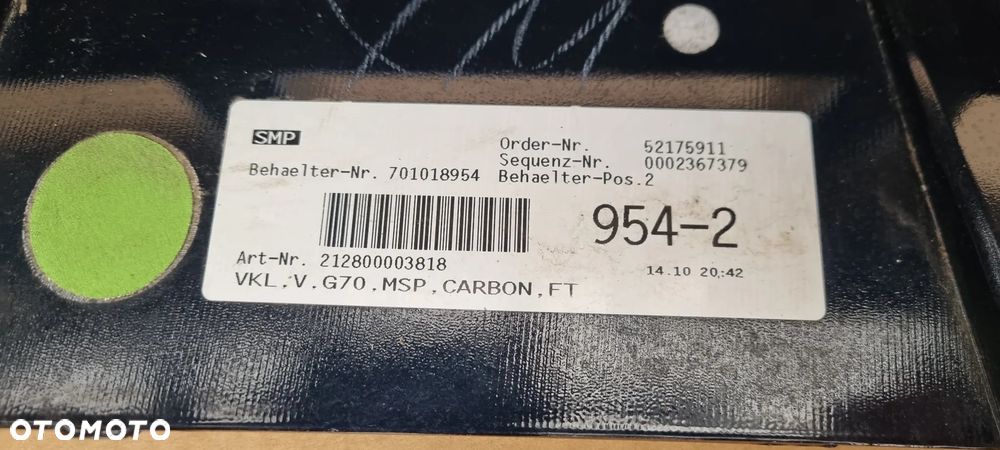 SMP
Order-Nr. 52175911
Sequenz-Nr. 0002367379
Behaelter-Nr. 701018954 Behaelter-Pos.2
954-2
Art-Nr. 212800003818
14.10 20:42
VKL,V.G70,MSP,CARBON,FT
OTOMOTO